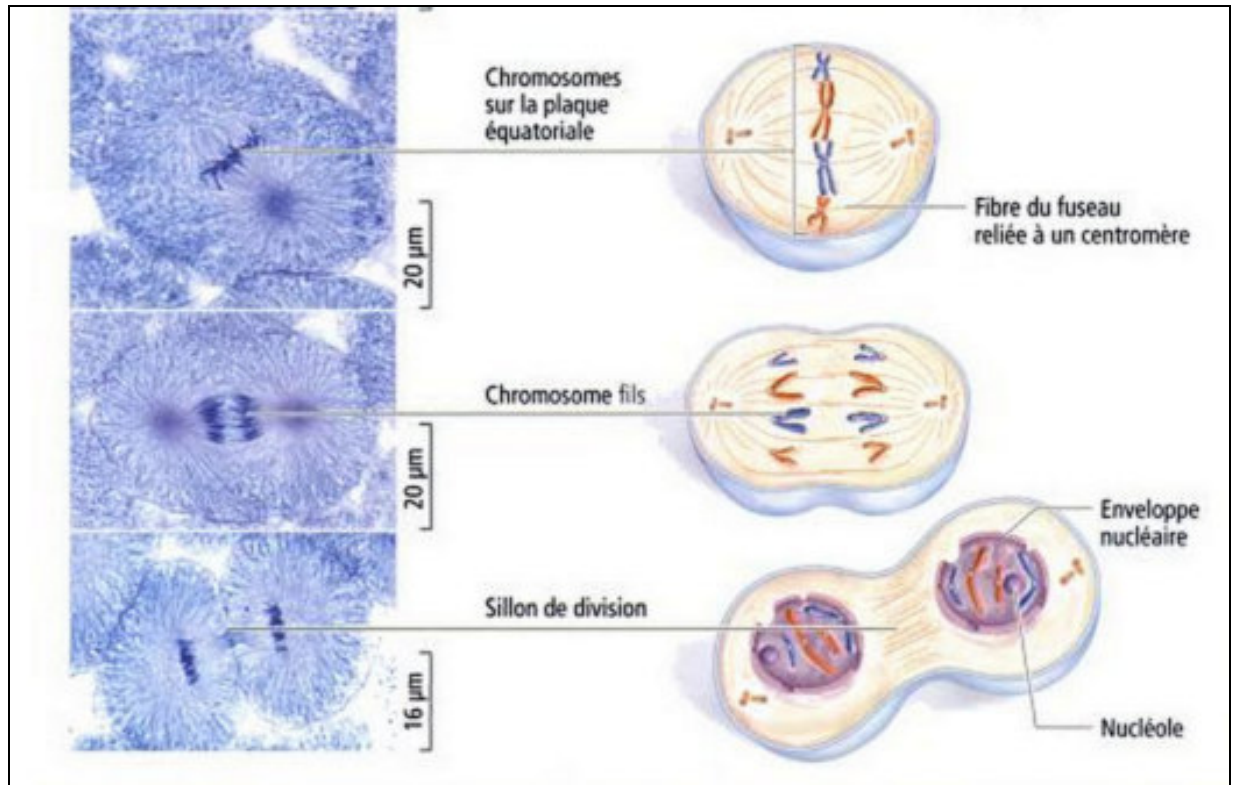 Chromosomes
sur la plaque
équatoriale
Fibre du fuseau
reliée à un centromère
20 µm
Chromosome fils
20 µm
Enveloppe
nucléaire
Sillon de division
16 µm
Nucléole